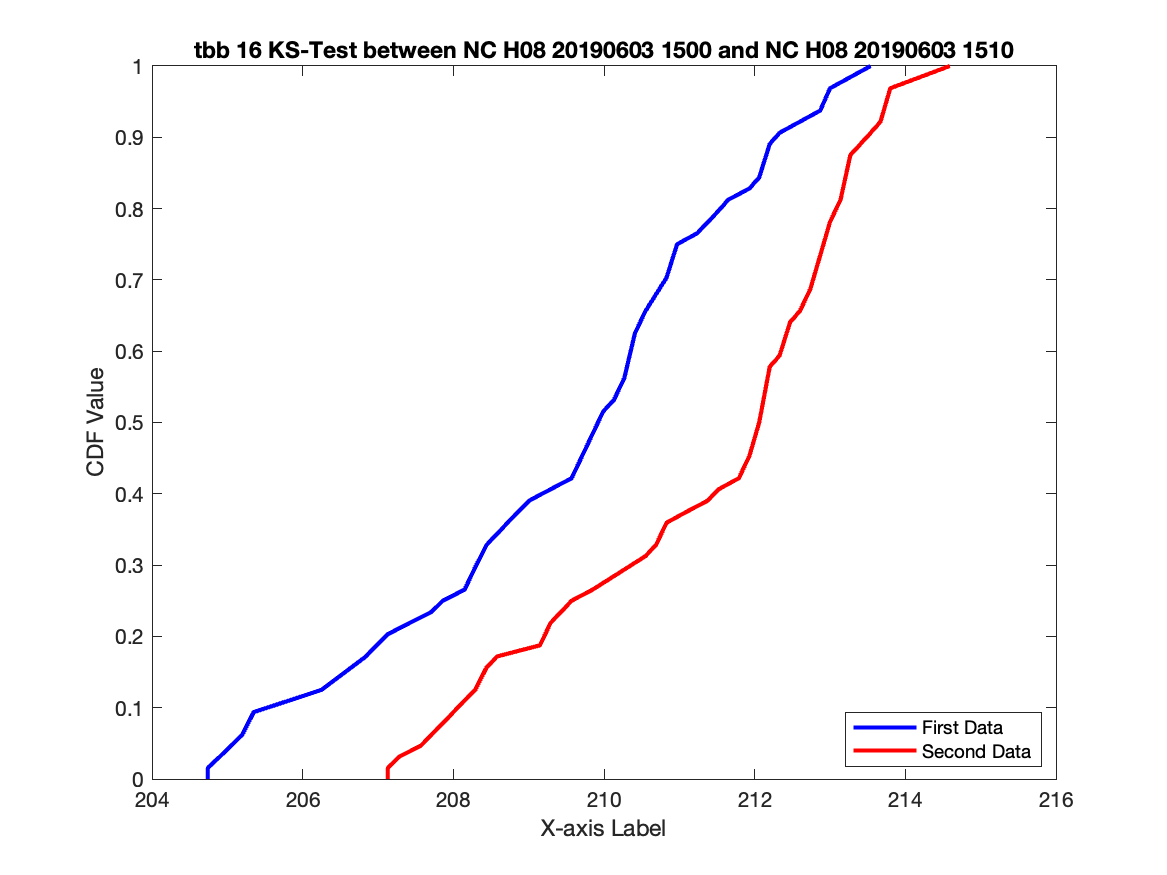 tbb 16 KS-Test between NC H08 20190603 1500 and NC H08 20190603 1510
1
0.9
0.8
0.7
0.6
0.5
0.4
0.3
0.2
0.1
0
CDF Value
First Data
Second Data
204 206 208 210 212 214 216
X-axis Label